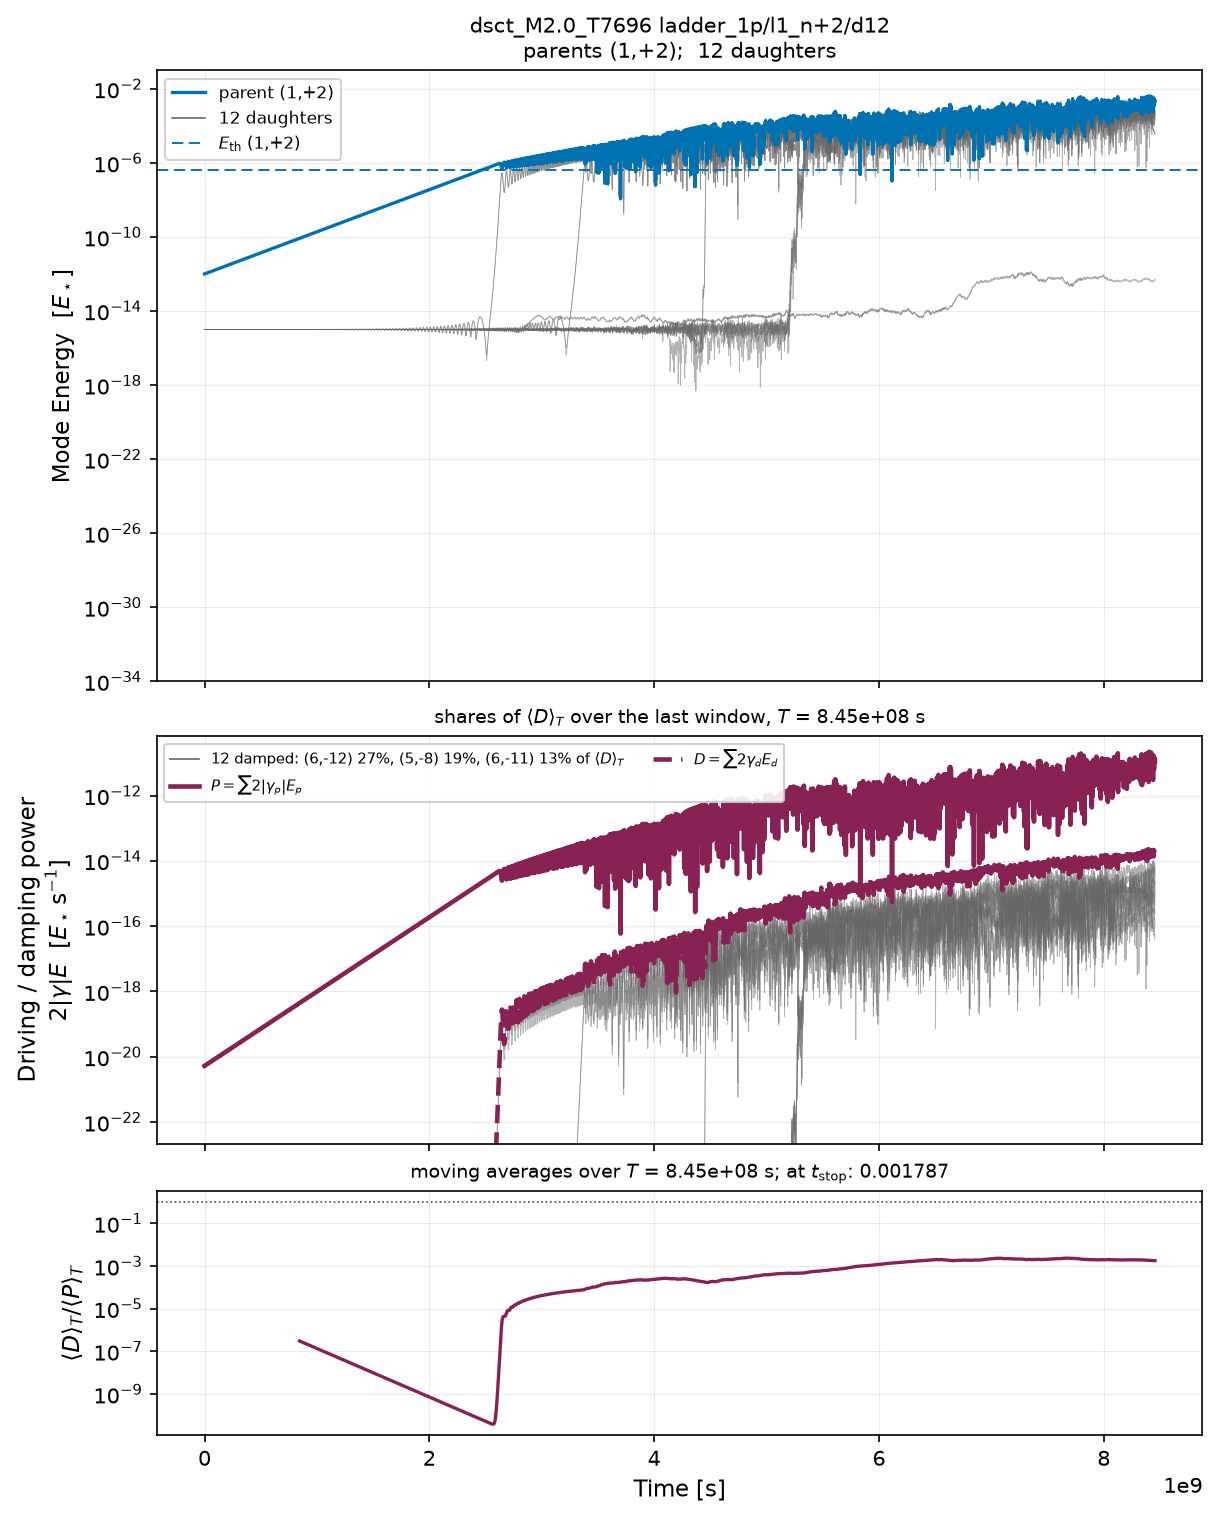 dsct_M2.0_T7696 ladder_1p/l1_n+2/d12
parents (1,+2);  12 daughters
parent (1,+2)
12 daughters
E_th (1,+2)
Mode Energy [E⋆]
10^−2
10^−6
10^−10
10^−14
10^−18
10^−22
10^−26
10^−30
10^−34
shares of ⟨D⟩_T over the last window, T = 8.45e+08 s
12 damped: (6,-12) 27%, (5,-8) 19%, (6,-11) 13% of ⟨D⟩_T
P = ∑2|γ_p|E_p
D = ∑2γ_d E_d
Driving / damping power
2|γ|E [E⋆ s^−1]
10^−12
10^−14
10^−16
10^−18
10^−20
10^−22
moving averages over T = 8.45e+08 s; at t_stop: 0.001787
⟨D⟩_T/⟨P⟩_T
10^−1
10^−3
10^−5
10^−7
10^−9
0 2 4 6 8
1e9
Time [s]